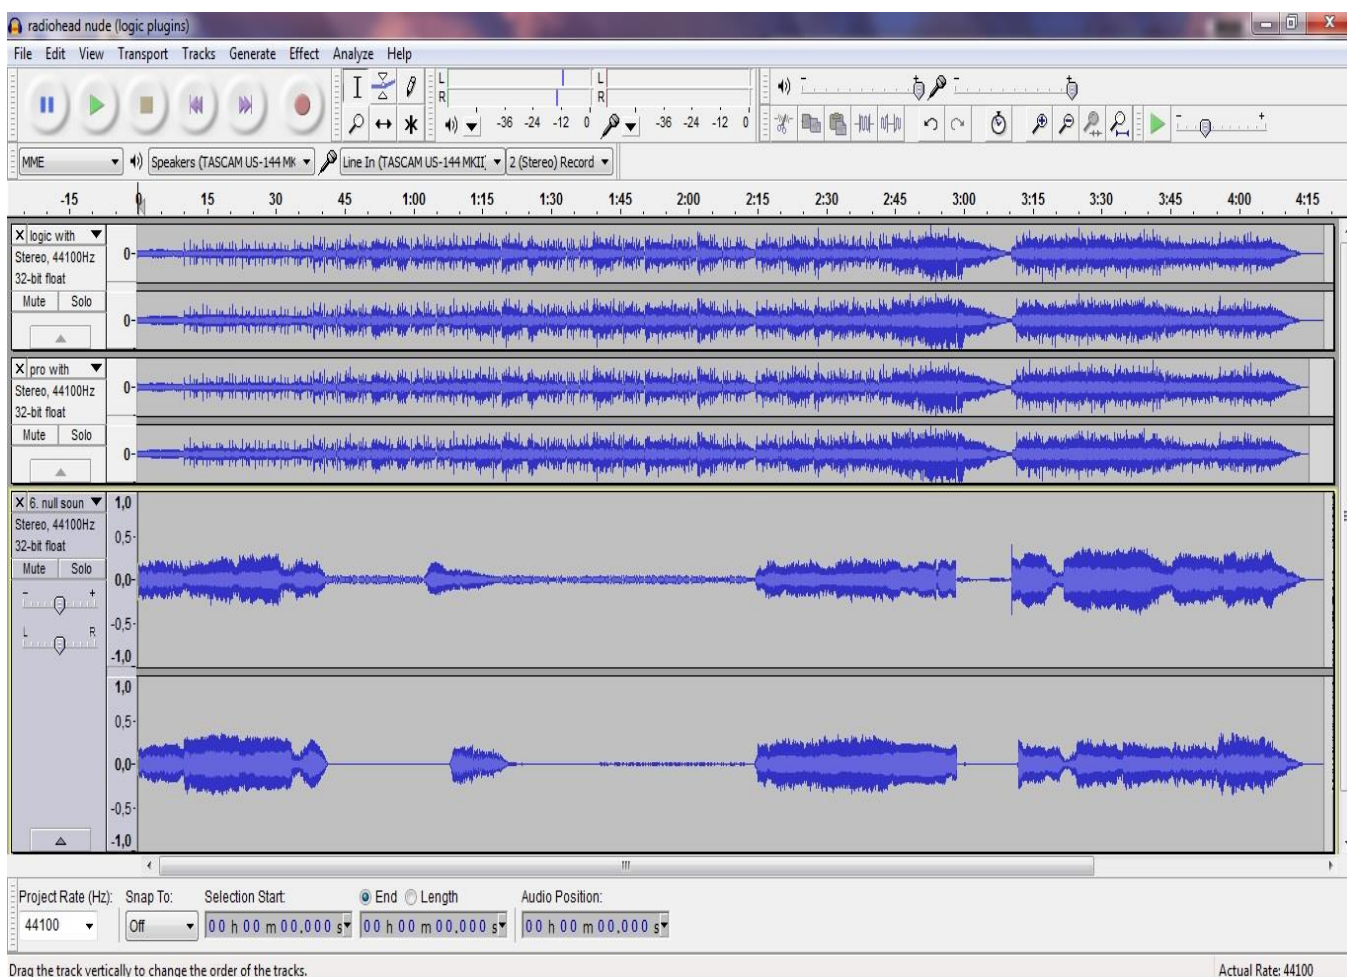 radiohead nude (logic plugins)
File Edit View Transport Tracks Generate Effect Analyze Help
L L
R R
-36 -24 -12 0 -36 -24 -12 0
MME Speakers (TASCAM US-144 MK Line In (TASCAM US-144 MKII) 2 (Stereo) Record
-15 0 15 30 45 1:00 1:15 1:30 1:45 2:00 2:15 2:30 2:45 3:00 3:15 3:30 3:45 4:00 4:15
X logic with
Stereo, 44100Hz
32-bit float
Mute Solo
0-
0-
X pro with
Stereo, 44100Hz
32-bit float
Mute Solo
0-
0-
X 6. null soun
Stereo, 44100Hz
32-bit float
Mute Solo
- +
L R
1,0
0,5-
0,0-
-0,5-
-1,0
1,0
0,5-
0,0-
-0,5-
-1,0
Project Rate (Hz): Snap To: Selection Start: End Length Audio Position:
44100 Off 00 h 00 m 00.000 s 00 h 00 m 00.000 s 00 h 00 m 00.000 s
Drag the track vertically to change the order of the tracks. Actual Rate: 44100